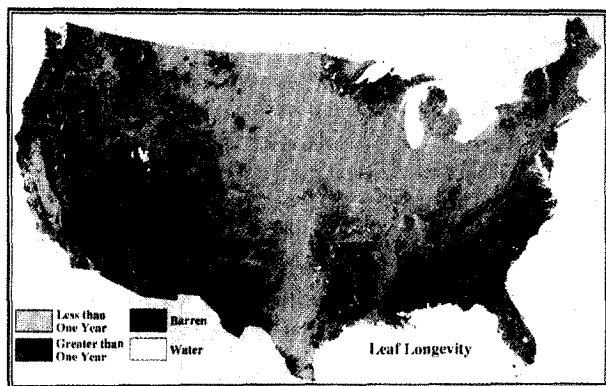 Less than
One Year
Barren
Greater than
One Year
Water
Leaf Longevity